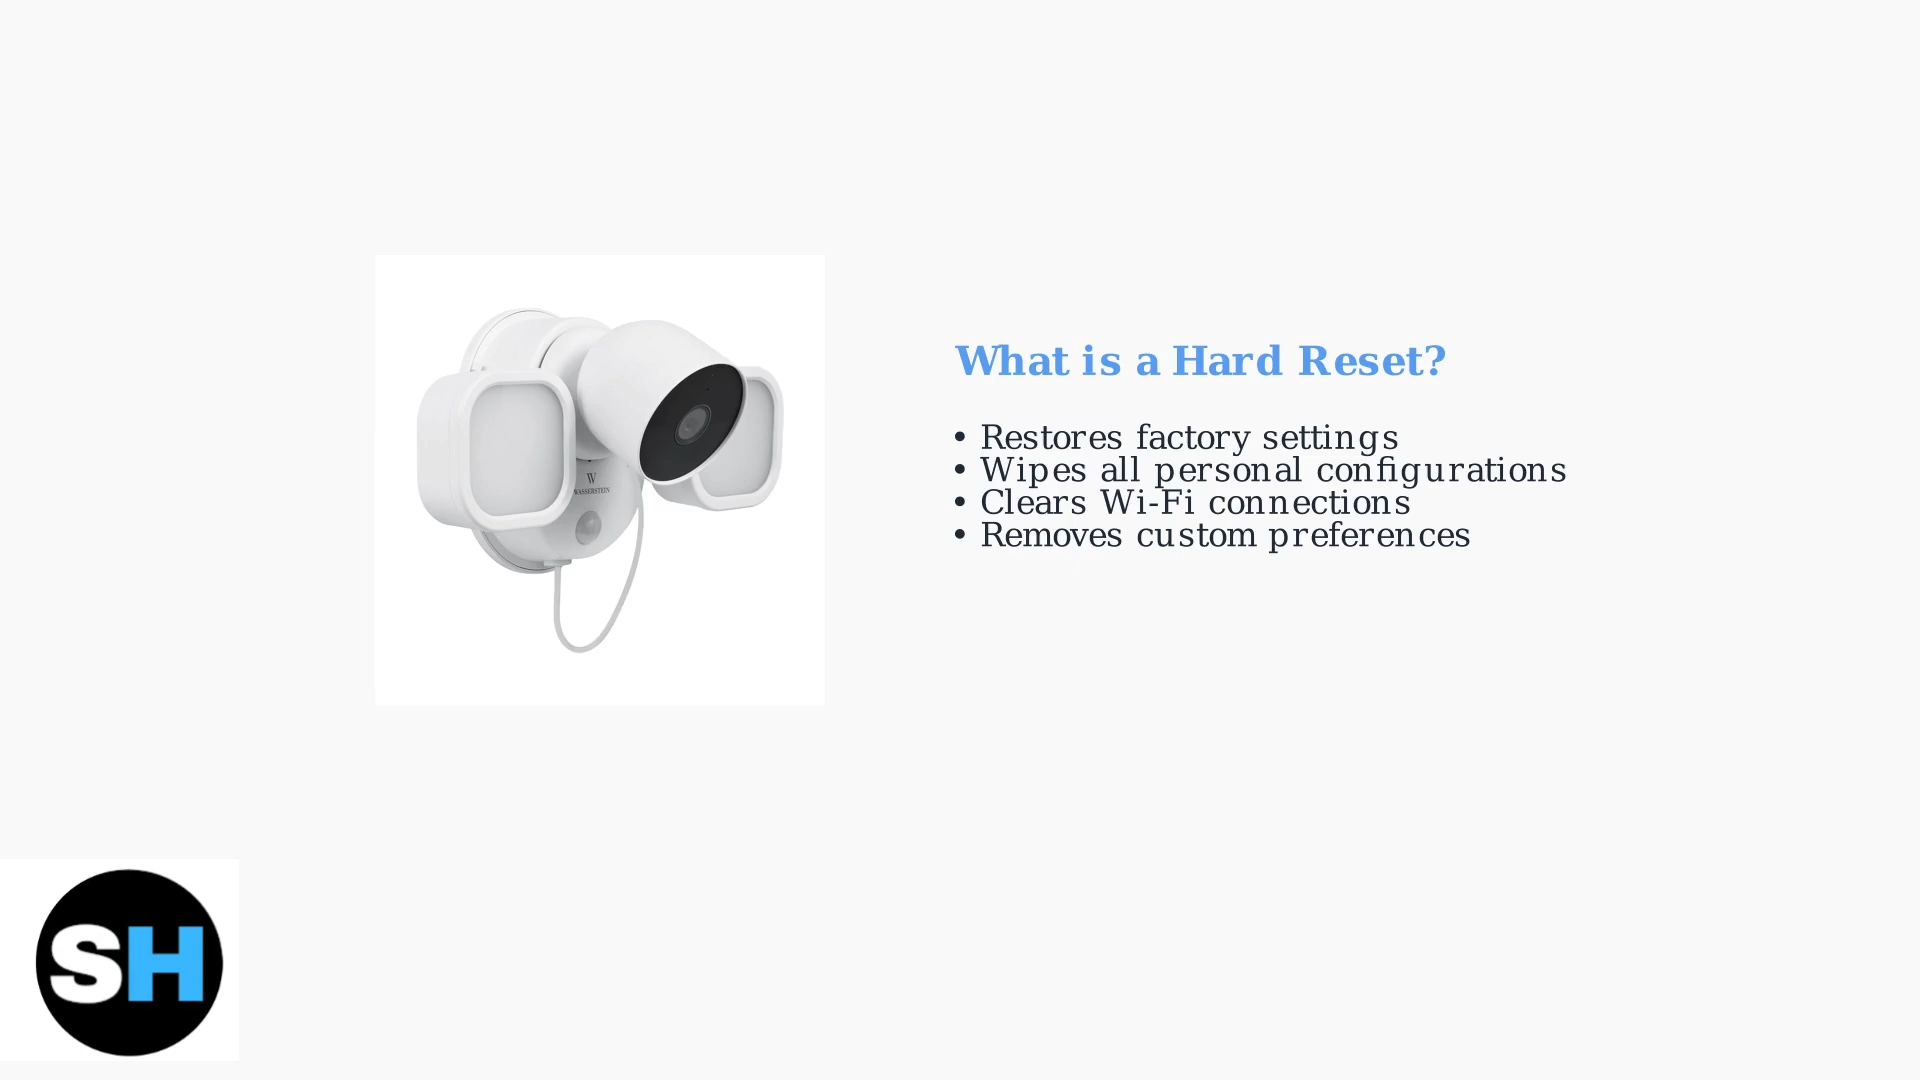 W
WASSERSTEIN
What is a Hard Reset?
• Restores factory settings
• Wipes all personal configurations
• Clears Wi-Fi connections
• Removes custom preferences
SH